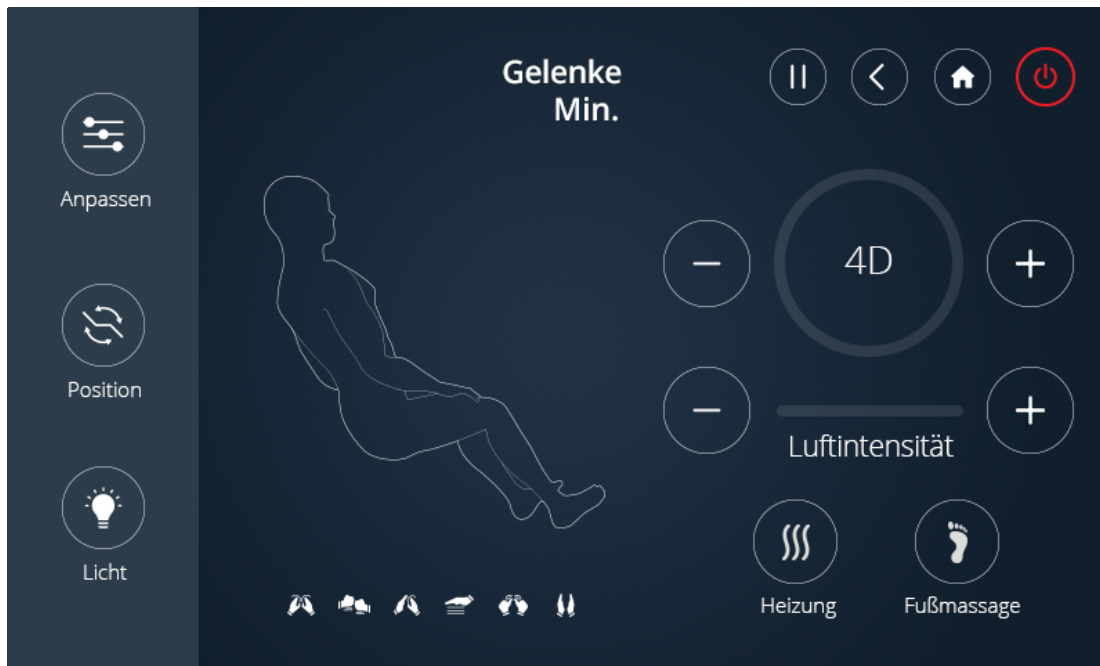 Gelenke
Min.
Anpassen
4D
Position
Luftintensität
Licht
Heizung
Fußmassage